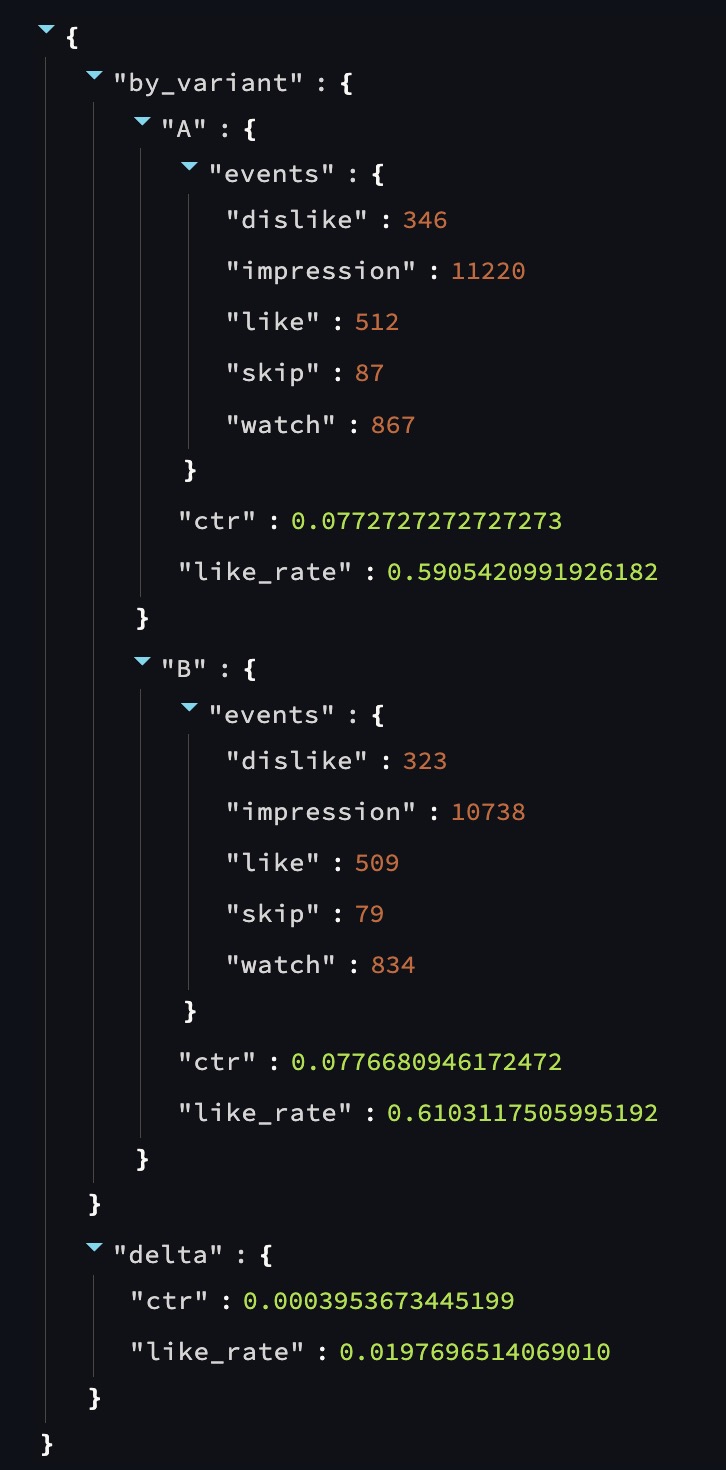 {
"by_variant" : {
"A" : {
"events" : {
"dislike" : 346
"impression" : 11220
"like" : 512
"skip" : 87
"watch" : 867
}
"ctr" : 0.0772727272727273
"like_rate" : 0.5905420991926182
}
"B" : {
"events" : {
"dislike" : 323
"impression" : 10738
"like" : 509
"skip" : 79
"watch" : 834
}
"ctr" : 0.0776680946172472
"like_rate" : 0.6103117505995192
}
}
"delta" : {
"ctr" : 0.0003953673445199
"like_rate" : 0.0197696514069010
}
}